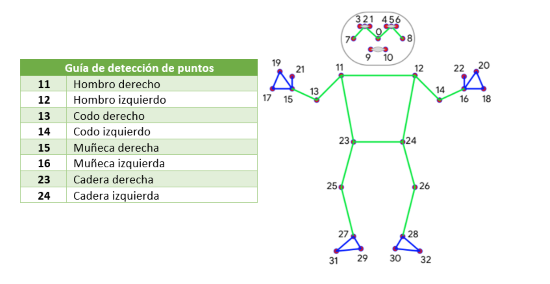 Guía de detección de puntos
11 Hombro derecho
12 Hombro izquierdo
13 Codo derecho
14 Codo izquierdo
15 Muñeca derecha
16 Muñeca izquierda
23 Cadera derecha
24 Cadera izquierda
3 2 1 4 5 6
7 0 8
9 10
19 21 11 12 22 20
17 15 13 14 16 18
23 24
25 26
27 28
31 29 30 32